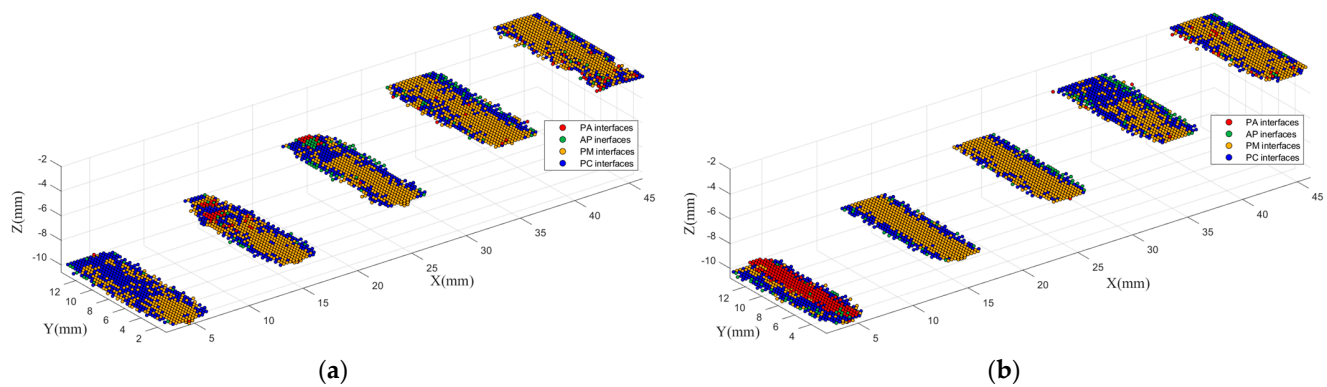 PA interfaces
AP inerfaces
PM interfaces
PC interfaces
-2
-4
-6
-8
-10
Z(mm)
12
10
8
6
4
2
Y(mm)
5
10
15
20
25
30
35
40
45
X(mm)
(a)
PA interfaces
AP interfaces
PM interfaces
PC interfaces
-2
-4
-6
-8
-10
Z(mm)
12
10
8
6
4
Y(mm)
5
10
15
20
25
30
35
40
45
X(mm)
(b)